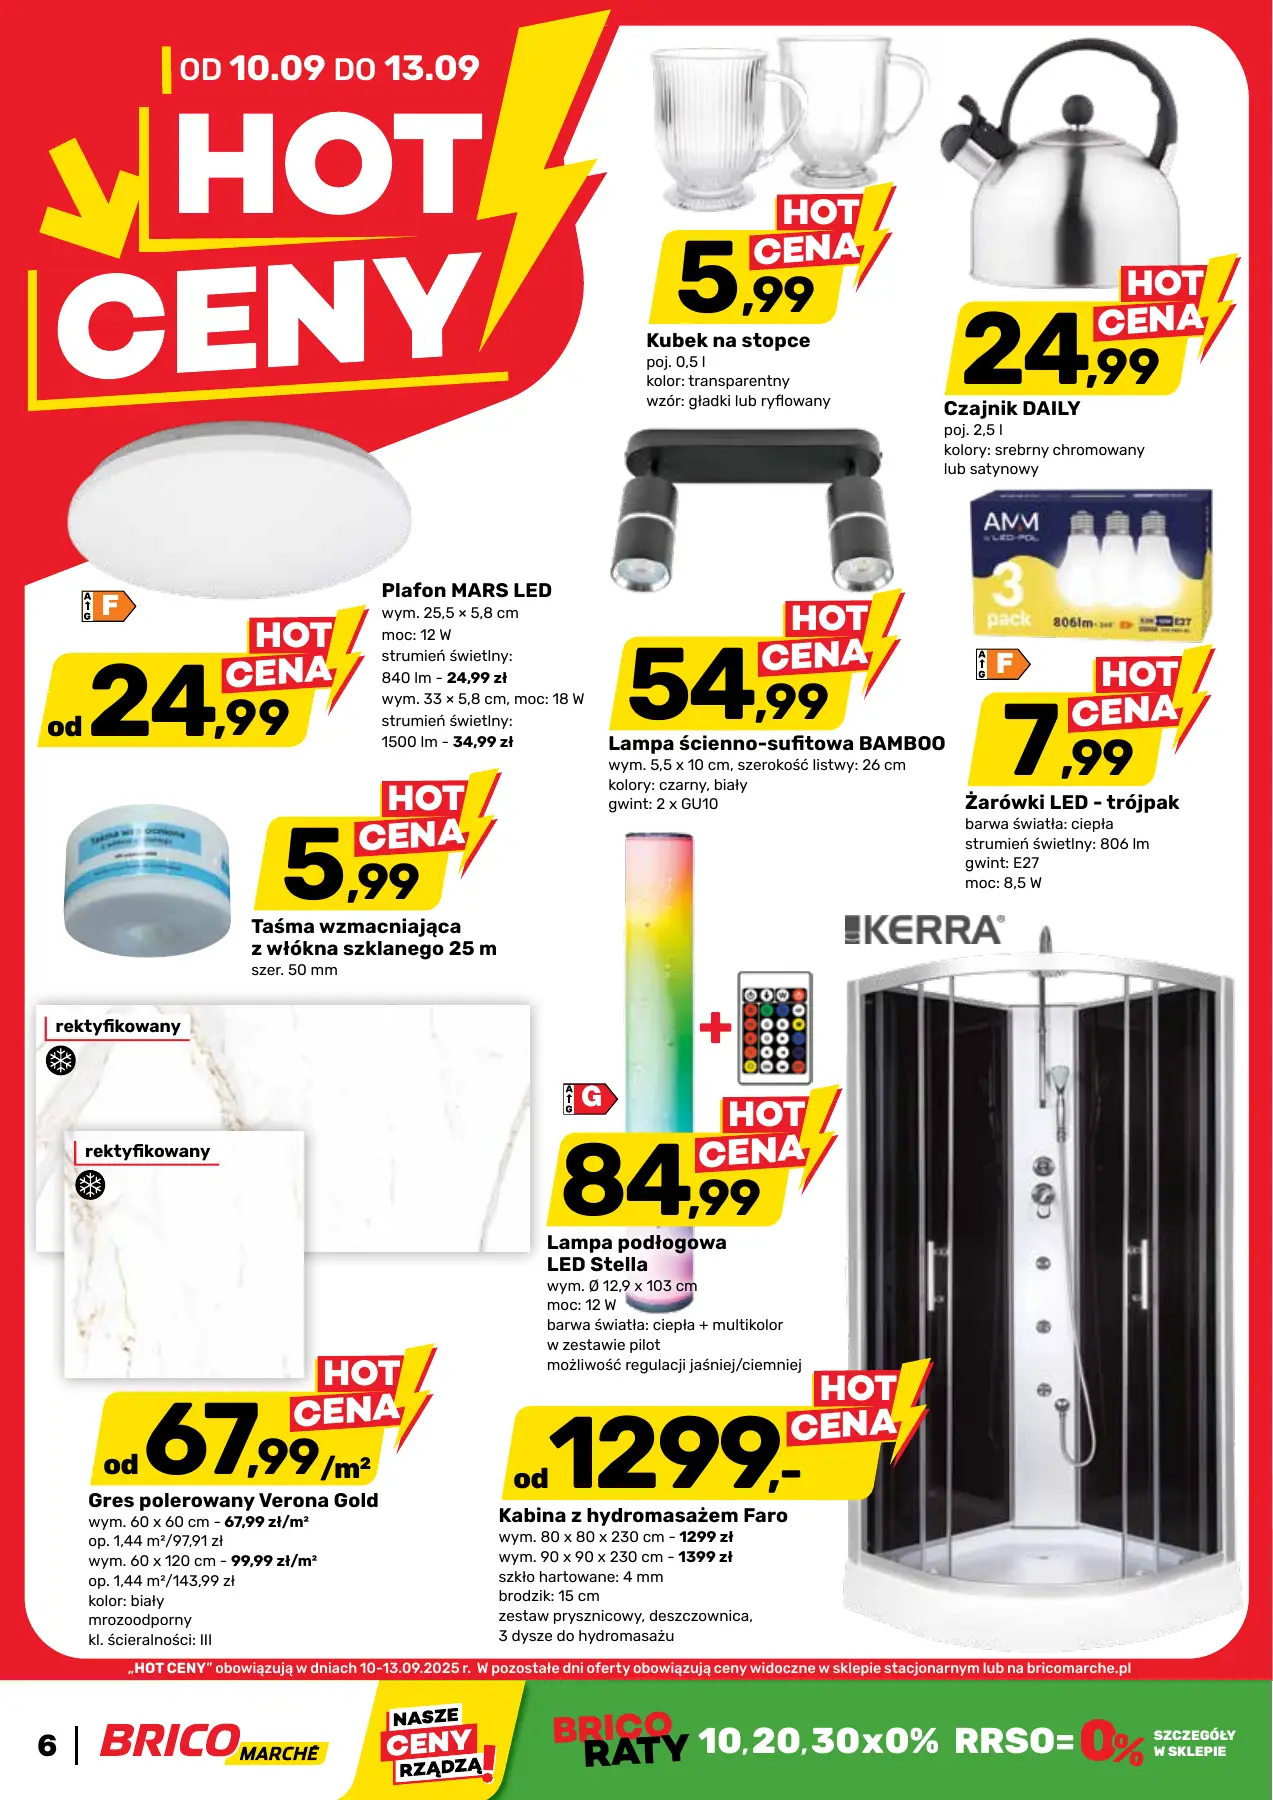 OD 10.09 DO 13.09
HOT
CENY
HOT
CENA
5,99
Kubek na stopce
poj. 0,5 l
kolor: transparentny
wzór: gładki lub ryflowany
HOT
CENA
24,99
Czajnik DAILY
poj. 2,5 l
kolory: srebrny chromowany
lub satynowy
A
G
F
HOT
CENA
od 24,99
Plafon MARS LED
wym. 25,5 × 5,8 cm
moc: 12 W
strumień świetlny:
840 lm - 24,99 zł
wym. 33 × 5,8 cm, moc: 18 W
strumień świetlny:
1500 lm - 34,99 zł
HOT
CENA
54,99
Lampa ścienno-sufitowa BAMBOO
wym. 5,5 x 10 cm, szerokość listwy: 26 cm
kolory: czarny, biały
gwint: 2 x GU10
AMM
by LED-POL
3
pack
806lm
E27
A
G
F
HOT
CENA
7,99
Żarówki LED - trójpak
barwa światła: ciepła
strumień świetlny: 806 lm
gwint: E27
moc: 8,5 W
Taśma wzmocniona
HOT
CENA
5,99
Taśma wzmacniająca
z włókna szklanego 25 m
szer. 50 mm
rektyfikowany
rektyfikowany
HOT
CENA
od 67,99/m²
Gres polerowany Verona Gold
wym. 60 x 60 cm - 67,99 zł/m²
op. 1,44 m²/97,91 zł
wym. 60 x 120 cm - 99,99 zł/m²
op. 1,44 m²/143,99 zł
kolor: biały
mrozoodporny
kl. ścieralności: III
+
A
G
G
HOT
CENA
84,99
Lampa podłogowa
LED Stella
wym. Ø 12,9 x 103 cm
moc: 12 W
barwa światła: ciepła + multikolor
w zestawie pilot
możliwość regulacji jaśniej/ciemniej
KERRA®
HOT
CENA
od 1299,-
Kabina z hydromasażem Faro
wym. 80 x 80 x 230 cm - 1299 zł
wym. 90 x 90 x 230 cm - 1399 zł
szkło hartowane: 4 mm
brodzik: 15 cm
zestaw prysznicowy, deszczownica,
3 dysze do hydromasażu
„HOT CENY” obowiązują w dniach 10-13.09.2025 r. W pozostałe dni oferty obowiązują ceny widoczne w sklepie stacjonarnym lub na bricomarche.pl
6
BRICO
MARCHÉ
NASZE
CENY
RZĄDZĄ!
BRICO
RATY
10, 20, 30x0% RRSO= 0%
SZCZEGÓŁY
W SKLEPIE